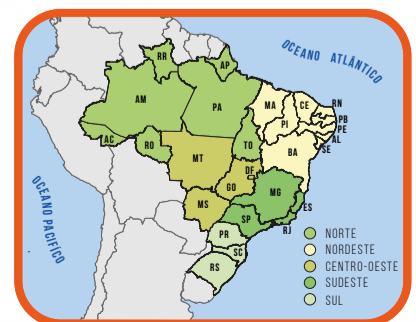 OCEANO ATLÂNTICO
RR
AP
AM
PA
MA
CE
RN
PB
PE
AL
SE
PI
AC
RO
TO
MT
BA
DF
GO
MG
MS
ES
SP
RJ
PR
SC
RS
OCEANO PACIFÍCO
NORTE
NORDESTE
CENTRO-OESTE
SUDESTE
SUL